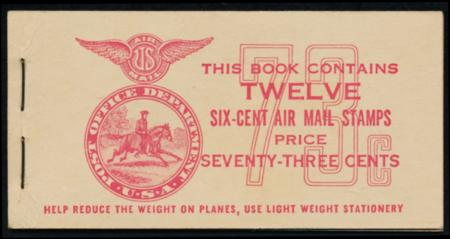 AIR
US
MAIL
POST OFFICE DEPARTMENT
U.S.A.
73c
THIS BOOK CONTAINS
TWELVE
SIX-CENT AIR MAIL STAMPS
PRICE
SEVENTY-THREE CENTS
HELP REDUCE THE WEIGHT ON PLANES, USE LIGHT WEIGHT STATIONERY